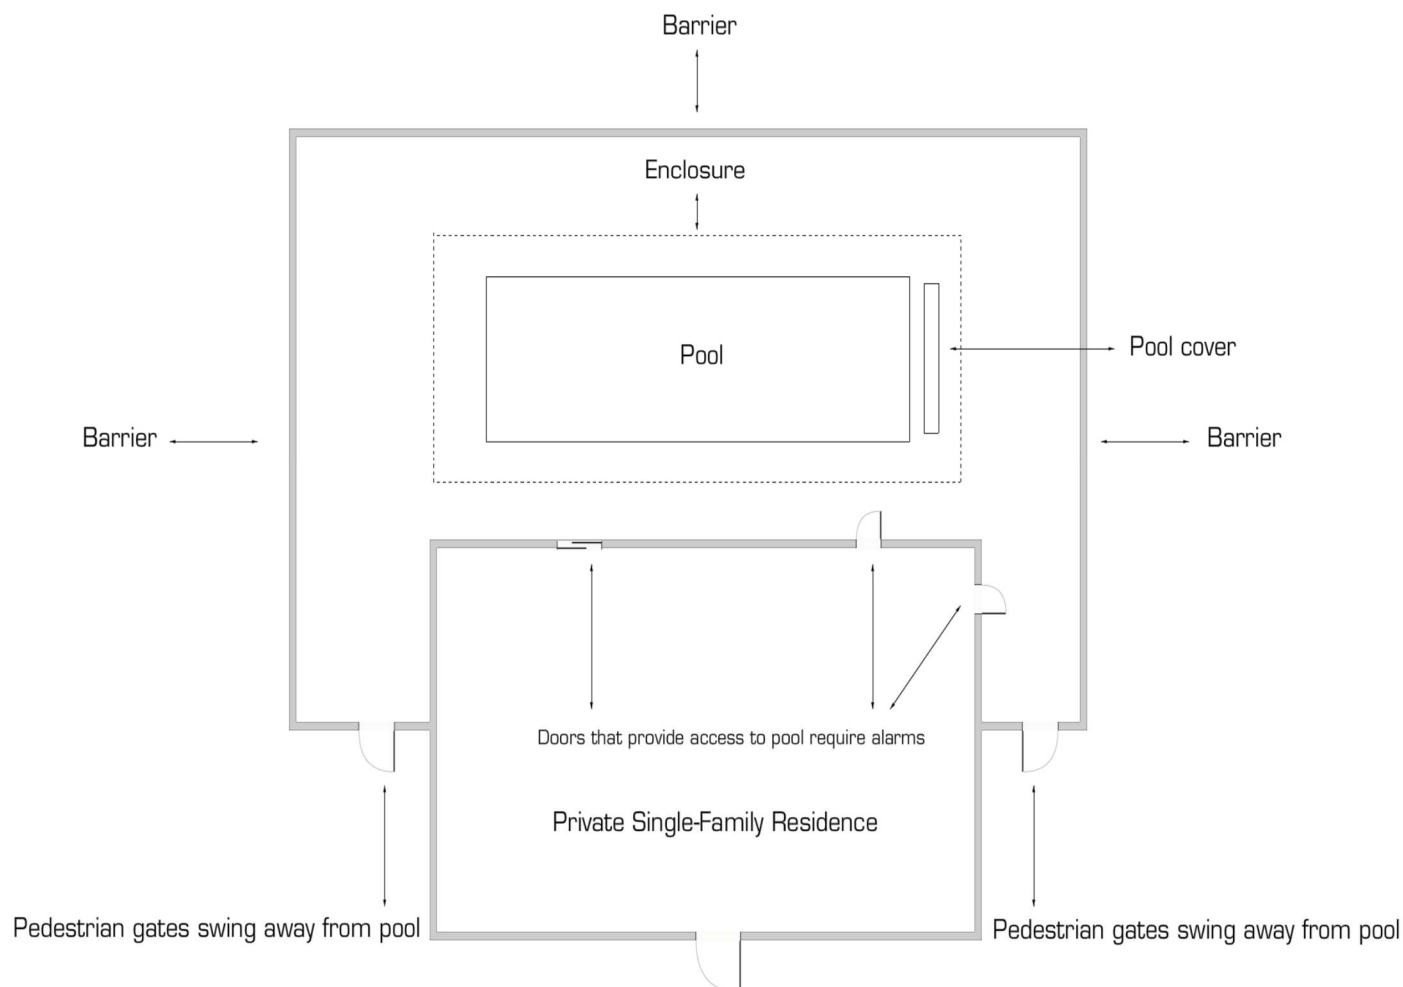 Barrier
Enclosure
Pool
Pool cover
Barrier
Barrier
Doors that provide access to pool require alarms
Private Single-Family Residence
Pedestrian gates swing away from pool
Pedestrian gates swing away from pool